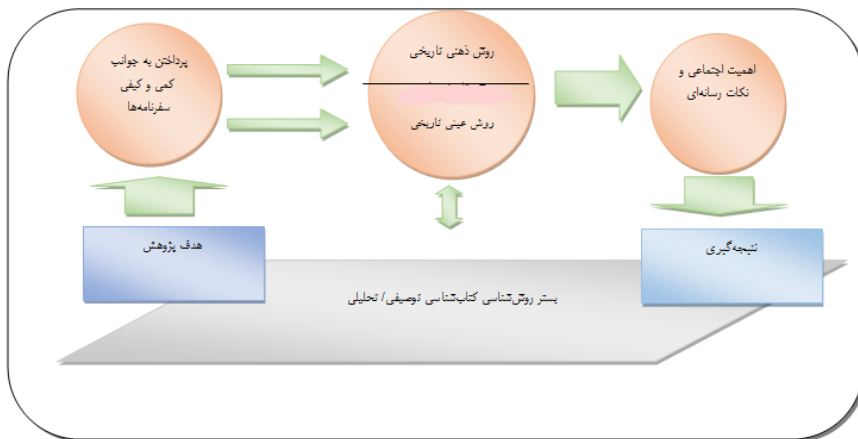 پرداختن به جوانب
کمی و کیفی
سفرنامه‌ها
روش ذهنی تاریخی
روش عینی تاریخی
اهمیت اجتماعی و
نکات رسانه‌ای
هدف پژوهش
نتیجه‌گیری
بستر روش‌شناسی کتاب‌شناسی توصیفی/ تحلیلی